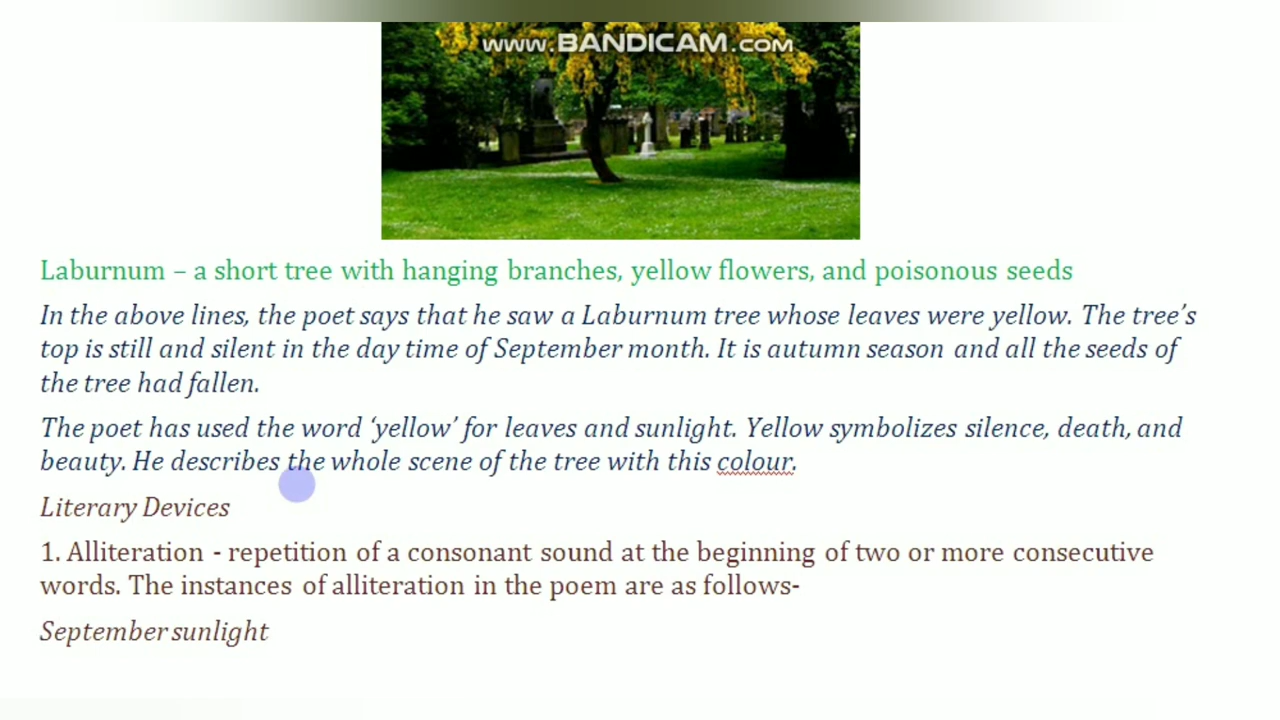 www.BANDICAM.COM
Laburnum – a short tree with hanging branches, yellow flowers, and poisonous seeds
In the above lines, the poet says that he saw a Laburnum tree whose leaves were yellow. The tree’s
top is still and silent in the day time of September month. It is autumn season and all the seeds of
the tree had fallen.
The poet has used the word ‘yellow’ for leaves and sunlight. Yellow symbolizes silence, death, and
beauty. He describes the whole scene of the tree with this colour.
Literary Devices
1. Alliteration - repetition of a consonant sound at the beginning of two or more consecutive
words. The instances of alliteration in the poem are as follows-
September sunlight